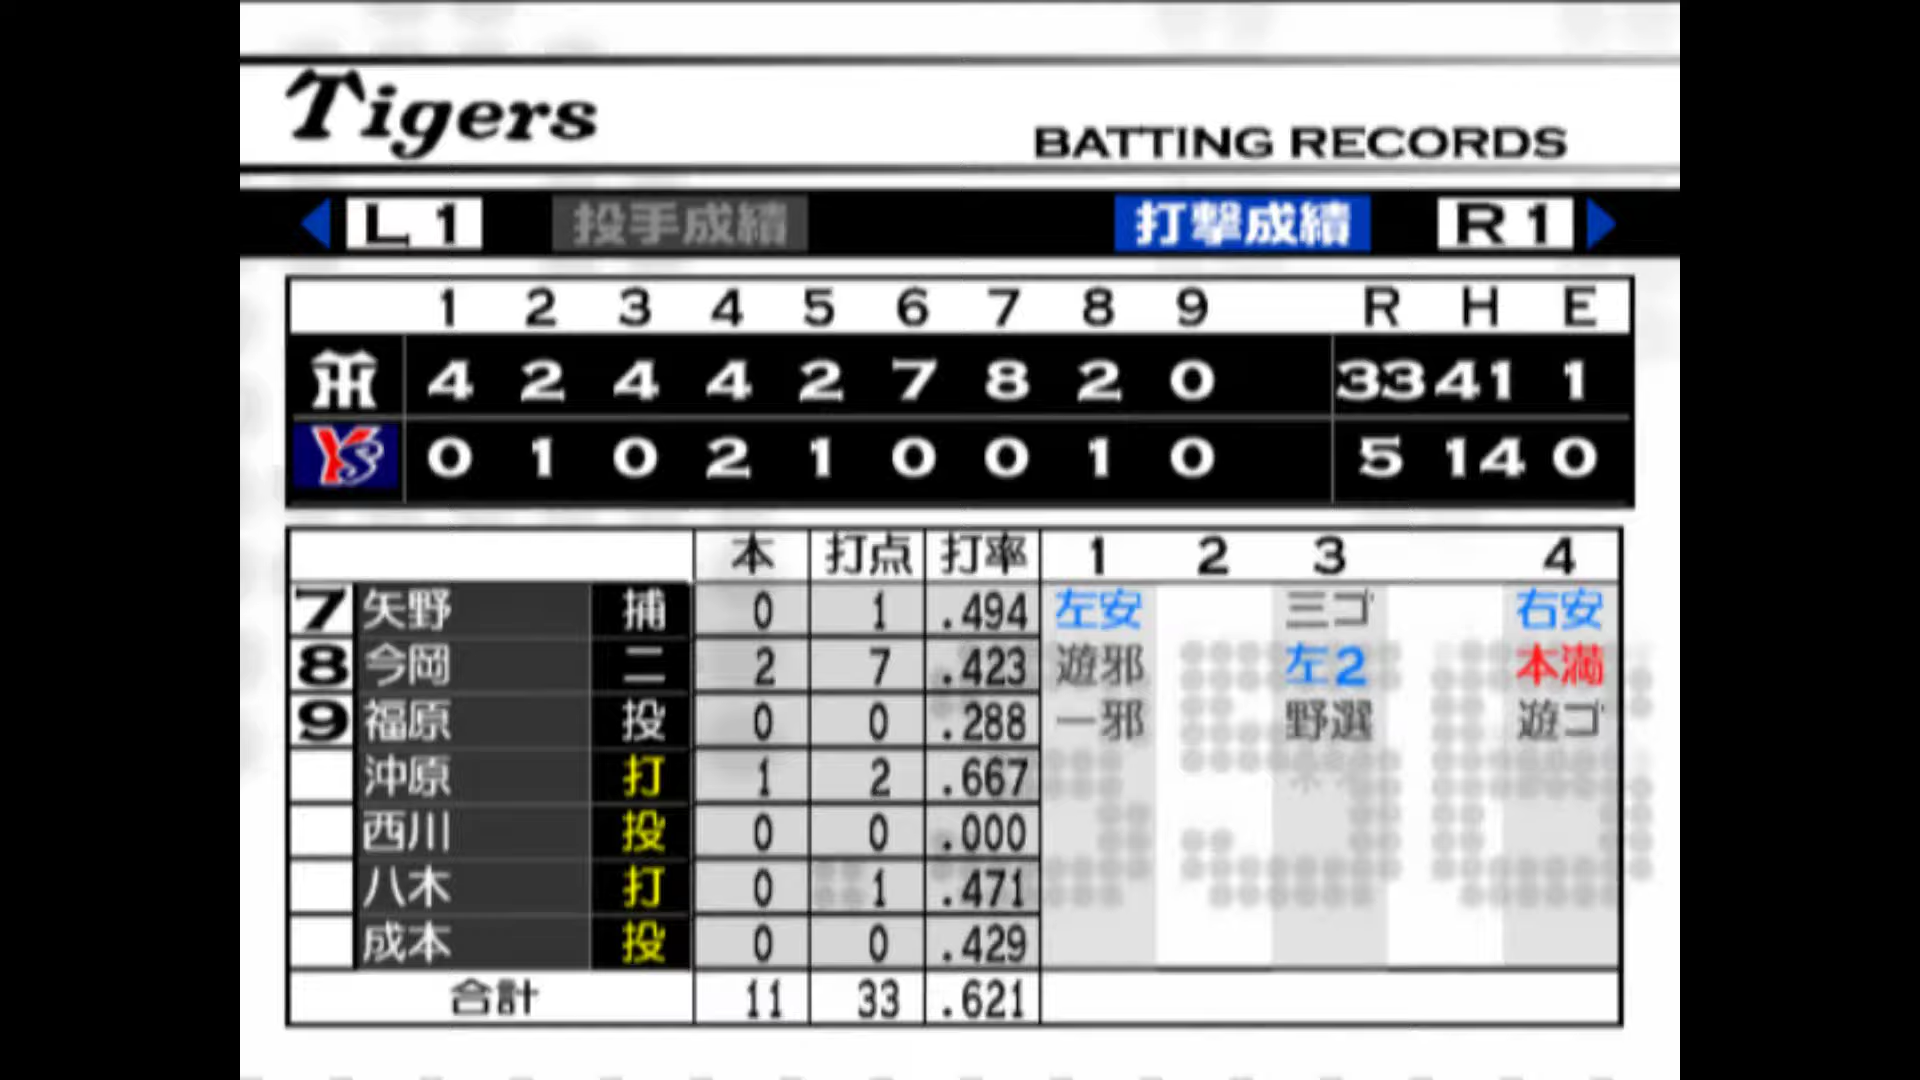 Tigers
BATTING RECORDS
L1 投手成績 打撃成績 R1
1 2 3 4 5 6 7 8 9 R H E
4 2 4 4 2 7 8 2 0 33 41 1
Ys 0 1 0 2 1 0 0 1 0 5 14 0
本 打点 打率 1 2 3 4
7 矢野 捕 0 1 .494 左安 三ゴ 右安
8 今岡 二 2 7 .423 遊邪 左2 本満
9 福原 投 0 0 .288 一邪 野選 遊ゴ
沖原 打 1 2 .667
西川 投 0 0 .000
八木 打 0 1 .471
成本 投 0 0 .429
合計 11 33 .621